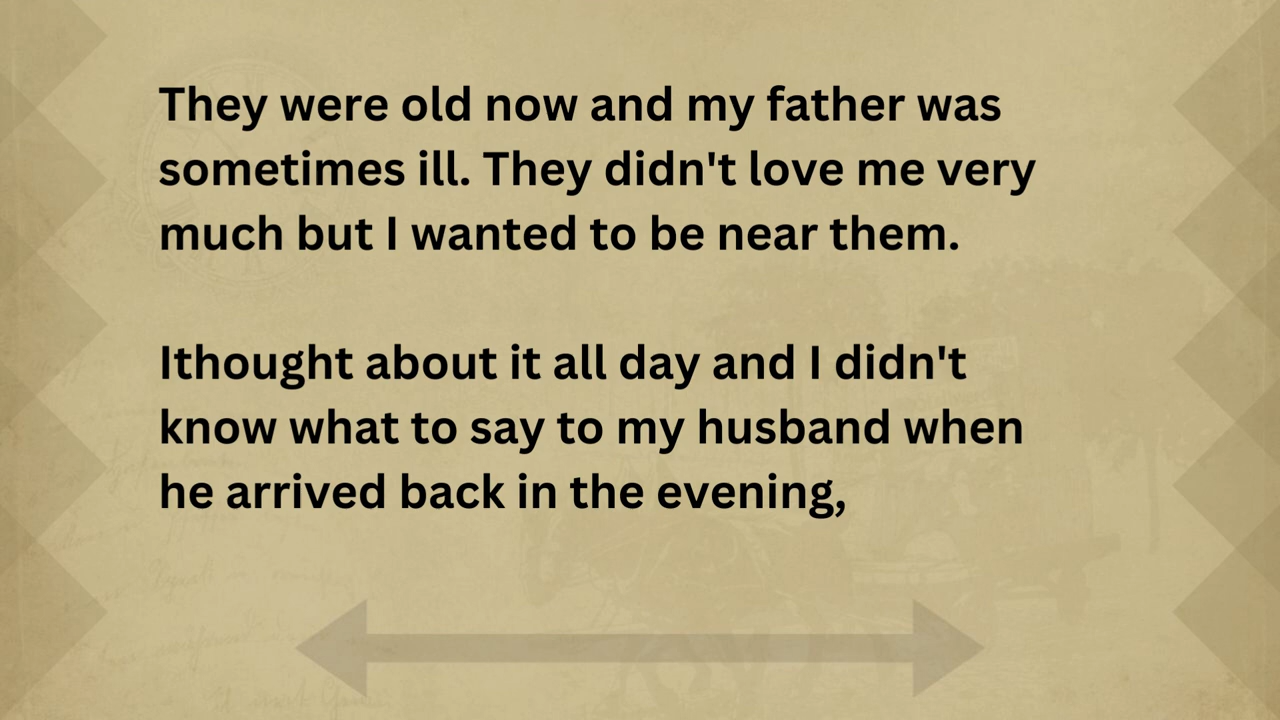 They were old now and my father was
sometimes ill. They didn't love me very
much but I wanted to be near them.
Ithought about it all day and I didn't
know what to say to my husband when
he arrived back in the evening,